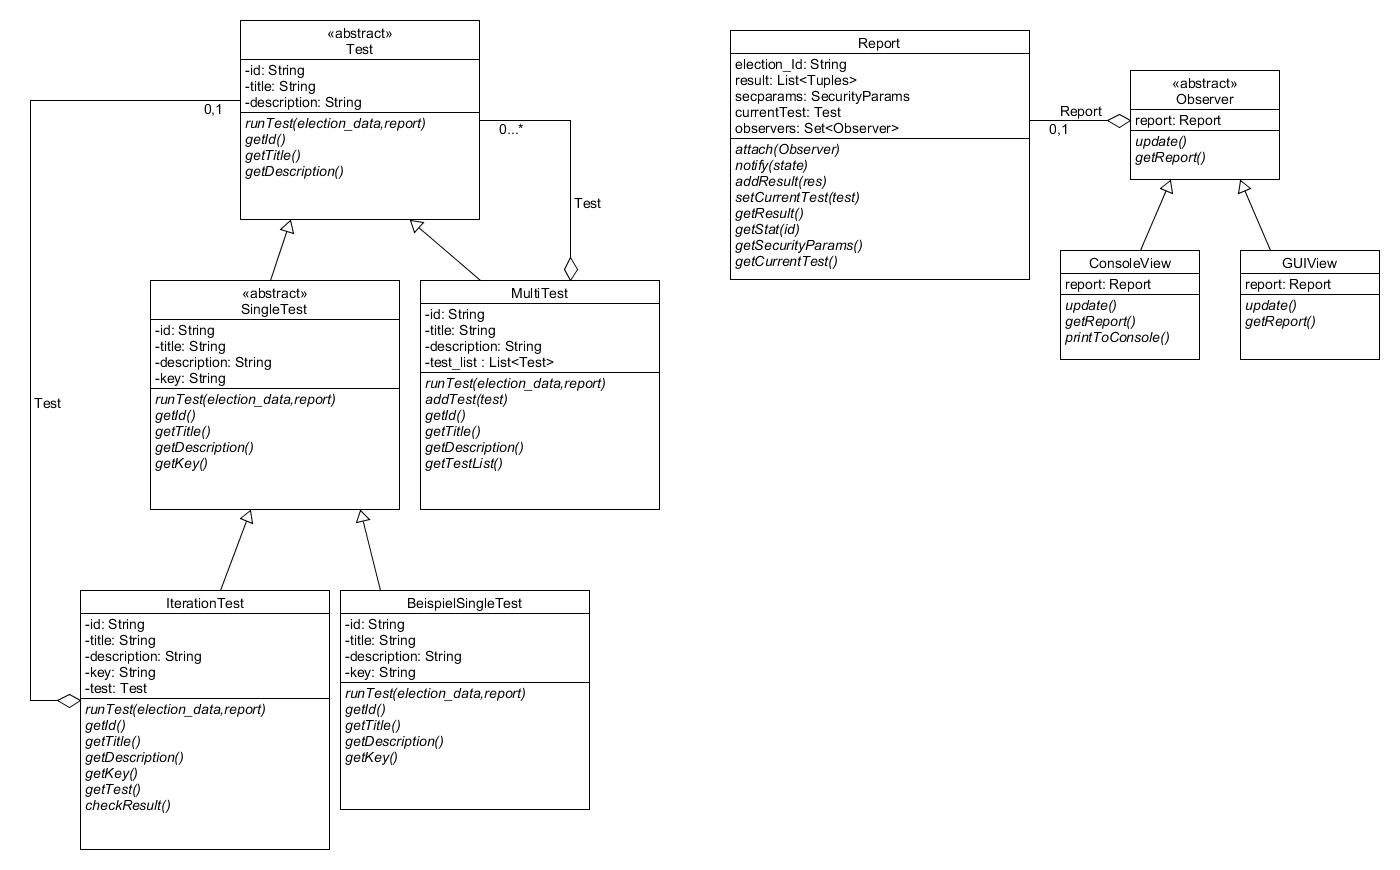 «abstract»
Test
-id: String
-title: String
-description: String
runTest(election_data,report)
getId()
getTitle()
getDescription()
0,1
0...*
Test
Test
«abstract»
SingleTest
-id: String
-title: String
-description: String
-key: String
runTest(election_data,report)
getId()
getTitle()
getDescription()
getKey()
MultiTest
-id: String
-title: String
-description: String
-test_list : List<Test>
runTest(election_data,report)
addTest(test)
getId()
getTitle()
getDescription()
getTestList()
IterationTest
-id: String
-title: String
-description: String
-key: String
-test: Test
runTest(election_data,report)
getId()
getTitle()
getDescription()
getKey()
getTest()
checkResult()
BeispielSingleTest
-id: String
-title: String
-description: String
-key: String
runTest(election_data,report)
getId()
getTitle()
getDescription()
getKey()
Report
election_Id: String
result: List<Tuples>
secparams: SecurityParams
currentTest: Test
observers: Set<Observer>
attach(Observer)
notify(state)
addResult(res)
setCurrentTest(test)
getResult()
getStat(id)
getSecurityParams()
getCurrentTest()
Report
0,1
«abstract»
Observer
report: Report
update()
getReport()
ConsoleView
report: Report
update()
getReport()
printToConsole()
GUIView
report: Report
update()
getReport()